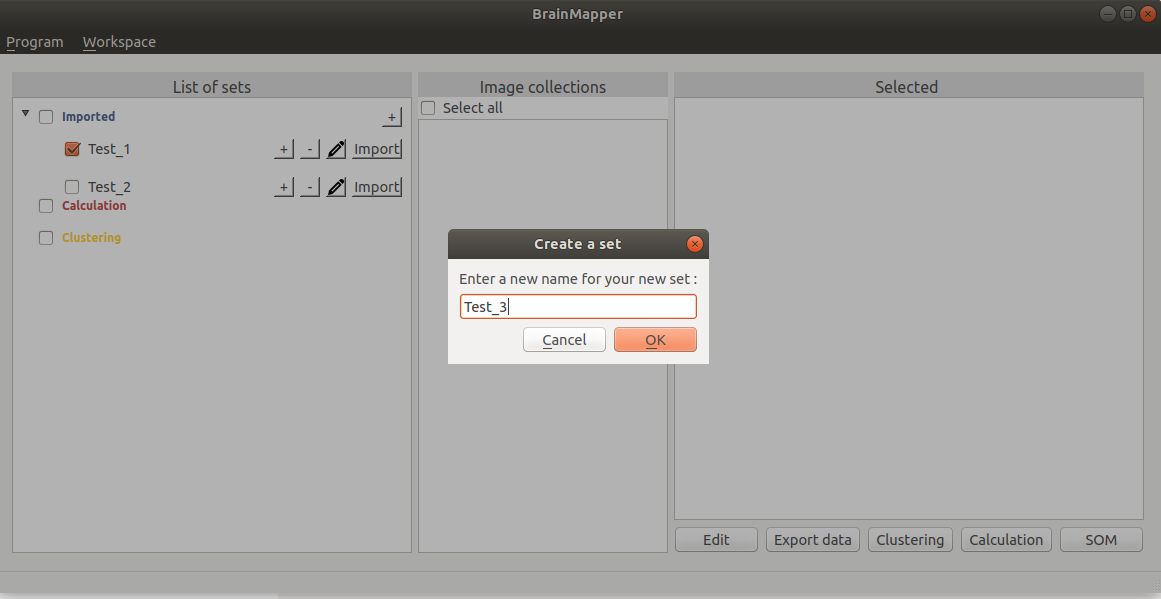 BrainMapper
Program Workspace
List of sets Image collections Selected
Select all
Imported +
Test_1 + - Import
Test_2 + - Import
Calculation
Clustering
Create a set
Enter a new name for your new set :
Test_3
Cancel OK
Edit Export data Clustering Calculation SOM